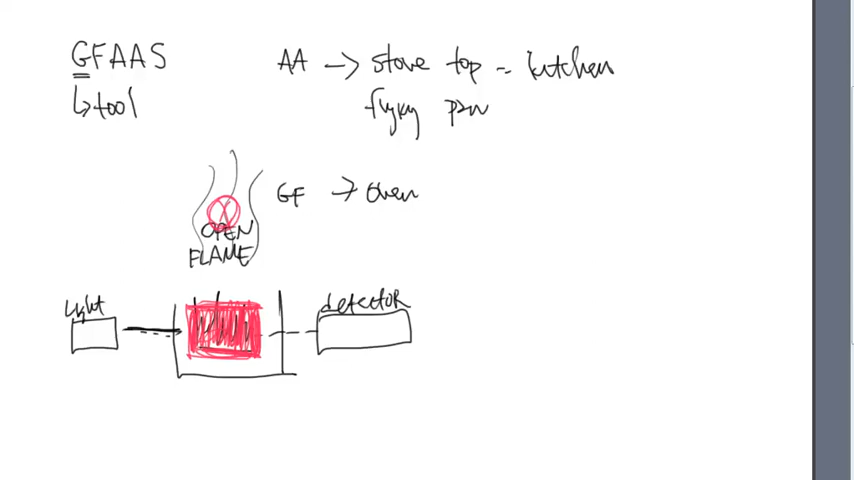 GFAAS
↳tool
AA → stove top - kitchen
frying pan
GF → oven
OPEN
FLAME
light
detector